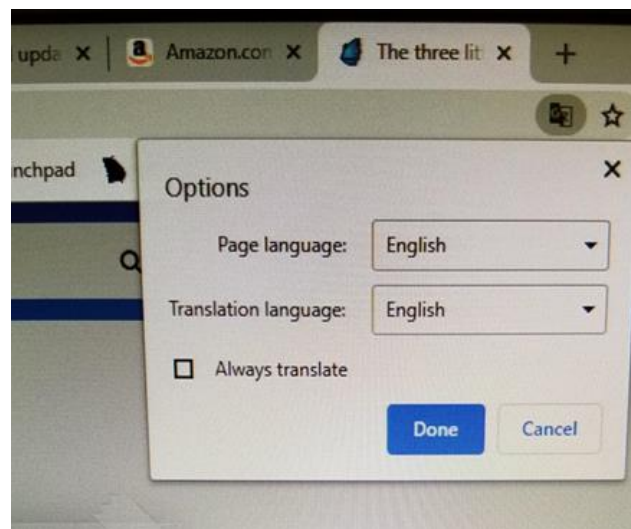 upda
Amazon.con
The three lit
nchpad
Options
Page language: English
Translation language: English
Always translate
Done Cancel